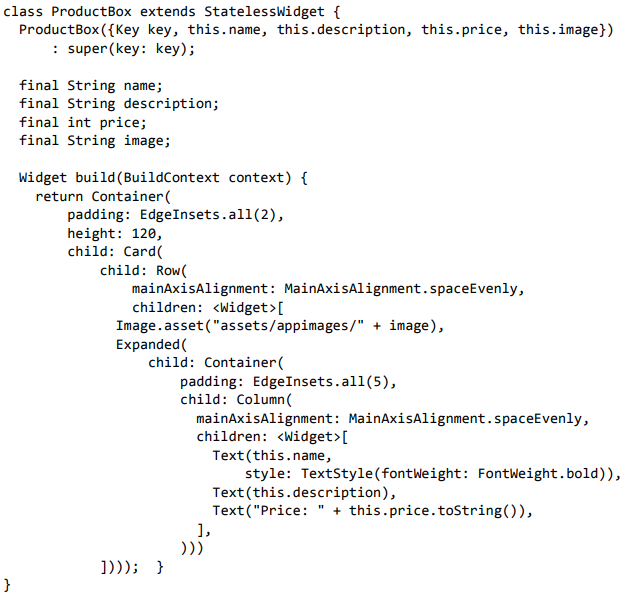 class ProductBox extends StatelessWidget {
  ProductBox({Key key, this.name, this.description, this.price, this.image})
      : super(key: key);

  final String name;
  final String description;
  final int price;
  final String image;

  Widget build(BuildContext context) {
    return Container(
        padding: EdgeInsets.all(2),
        height: 120,
        child: Card(
            child: Row(
                mainAxisAlignment: MainAxisAlignment.spaceEvenly,
                children: <Widget>[
              Image.asset("assets/appimages/" + image),
              Expanded(
                  child: Container(
                      padding: EdgeInsets.all(5),
                      child: Column(
                        mainAxisAlignment: MainAxisAlignment.spaceEvenly,
                        children: <Widget>[
                          Text(this.name,
                              style: TextStyle(fontWeight: FontWeight.bold)),
                          Text(this.description),
                          Text("Price: " + this.price.toString()),
                        ],
                      )))
            ])));  }
}